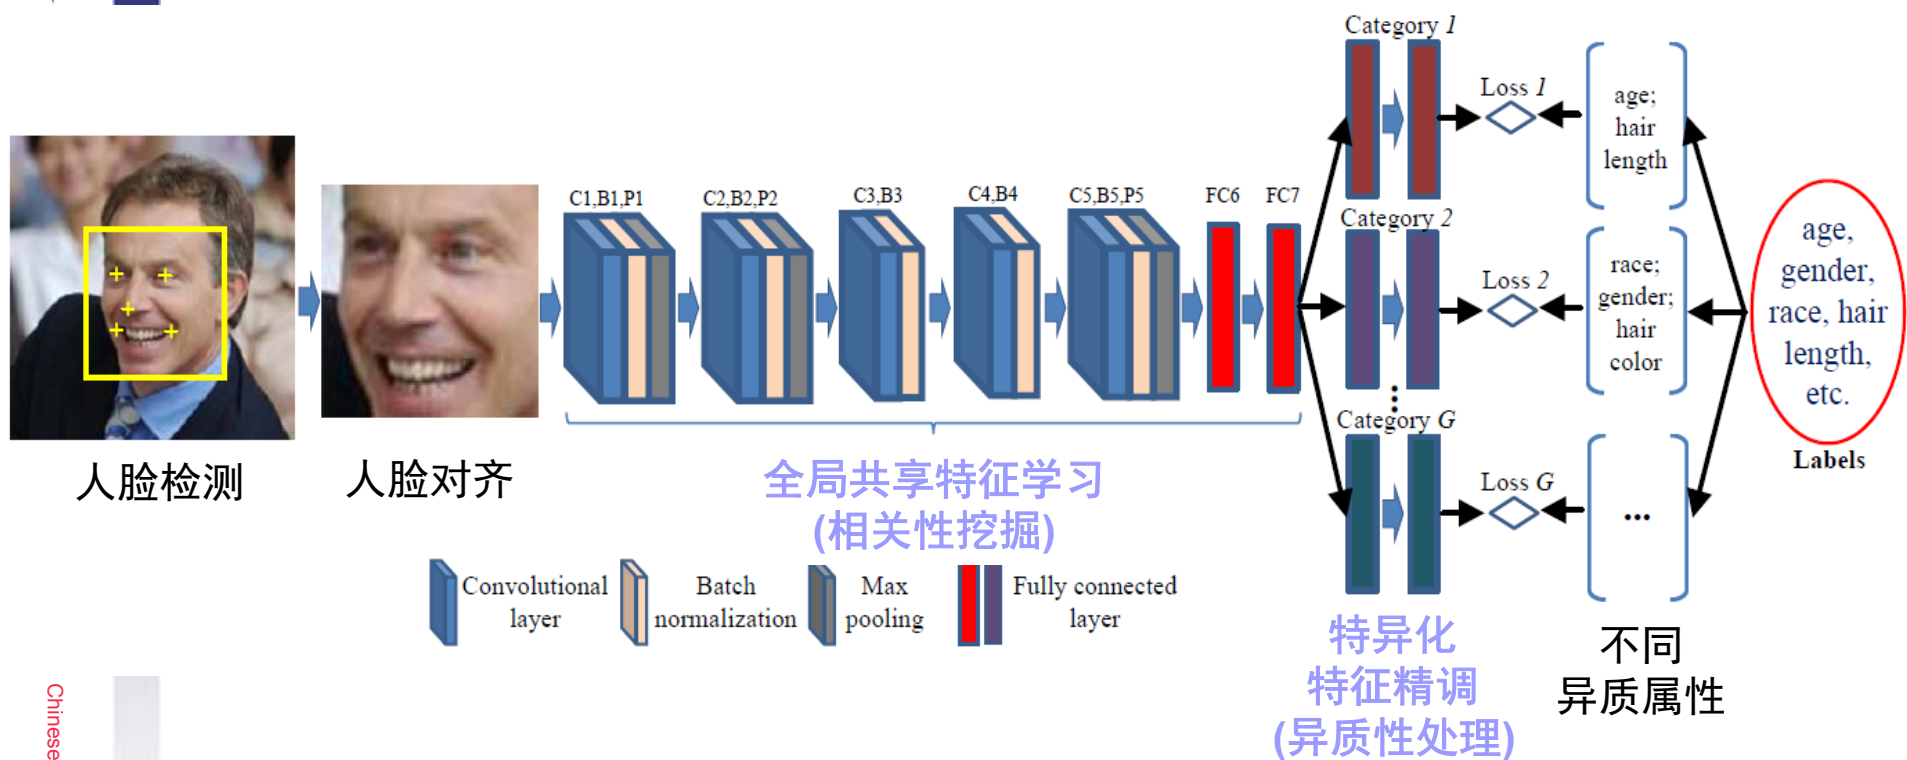 Category 1
Loss 1
age;
hair
length
C1,B1,P1
C2,B2,P2
C3,B3
C4,B4
C5,B5,P5
FC6
FC7
Category 2
Loss 2
race;
gender;
hair
color
age,
gender,
race, hair
length,
etc.
Labels
Category G
Loss G
...
人脸检测
人脸对齐
全局共享特征学习
(相关性挖掘)
Convolutional
layer
Batch
normalization
Max
pooling
Fully connected
layer
特异化
特征精调
(异质性处理)
不同
异质属性
Chinese